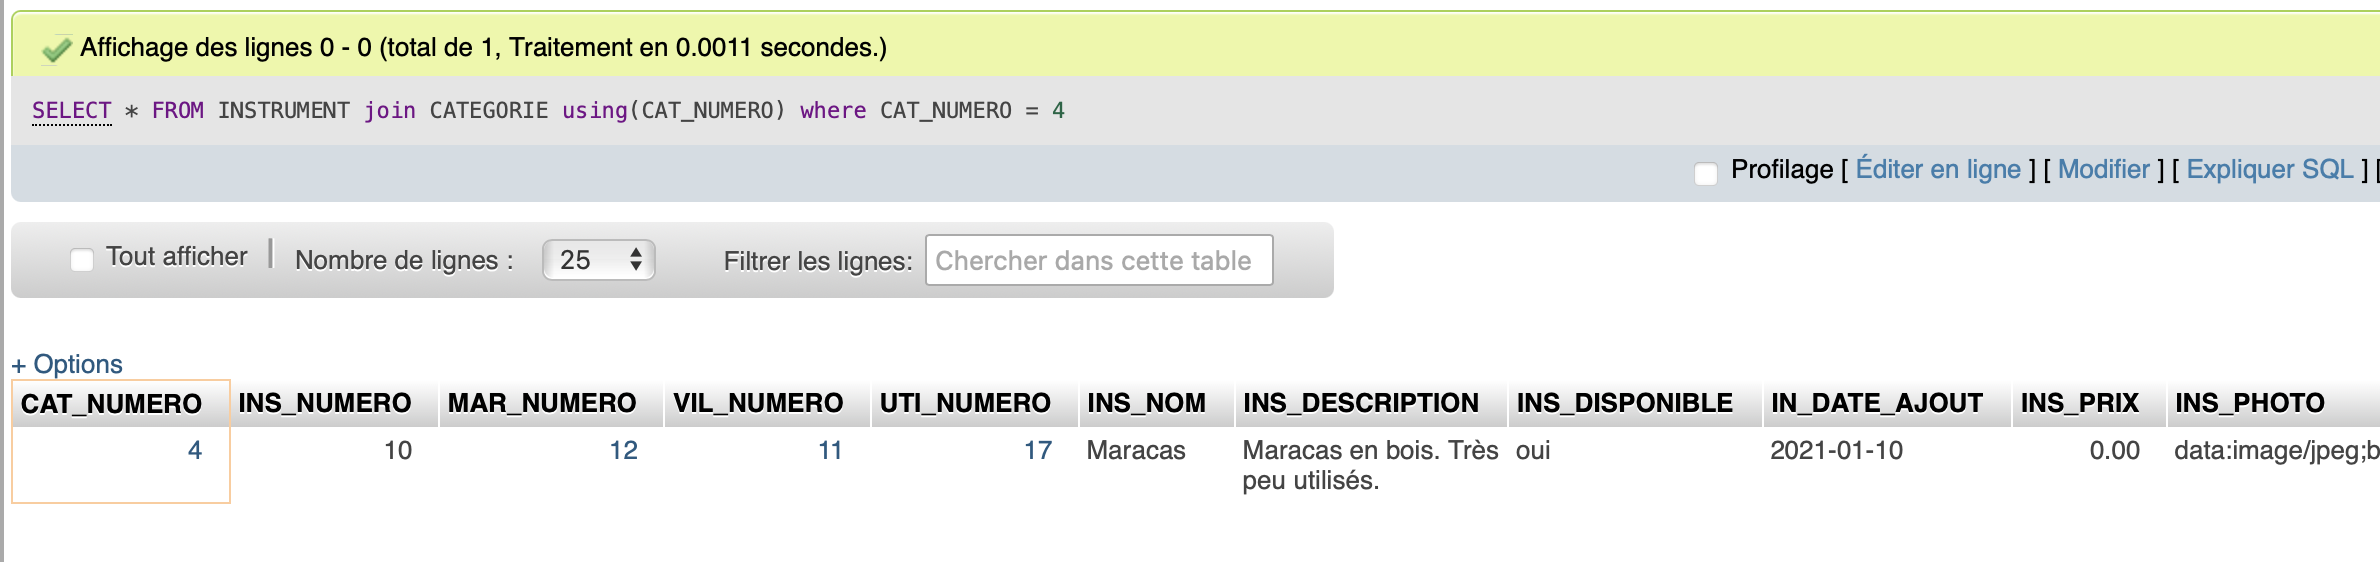 Affichage des lignes 0 - 0 (total de 1, Traitement en 0.0011 secondes.)
SELECT * FROM INSTRUMENT join CATEGORIE using(CAT_NUMERO) where CAT_NUMERO = 4
Profilage [ Éditer en ligne ] [ Modifier ] [ Expliquer SQL ] [
Tout afficher | Nombre de lignes : 25 Filtrer les lignes: Chercher dans cette table
+ Options
CAT_NUMERO INS_NUMERO MAR_NUMERO VIL_NUMERO UTI_NUMERO INS_NOM INS_DESCRIPTION INS_DISPONIBLE IN_DATE_AJOUT INS_PRIX INS_PHOTO
4 10 12 11 17 Maracas Maracas en bois. Très oui 2021-01-10 0.00 data:image/jpeg;b
peu utilisés.